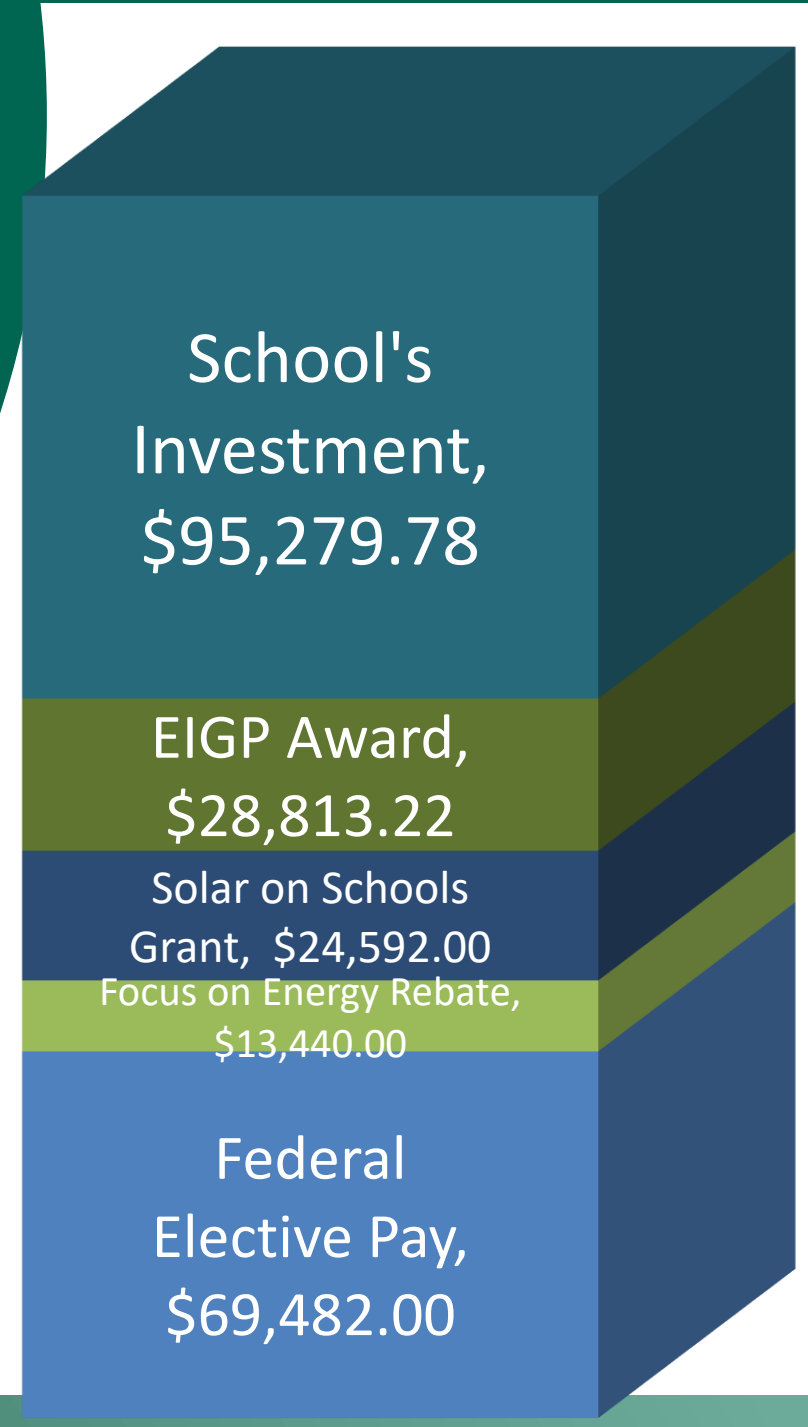 School's
Investment,
$95,279.78
EIGP Award,
$28,813.22
Solar on Schools
Grant,  $24,592.00
Focus on Energy Rebate,
$13,440.00
Federal
Elective Pay,
$69,482.00